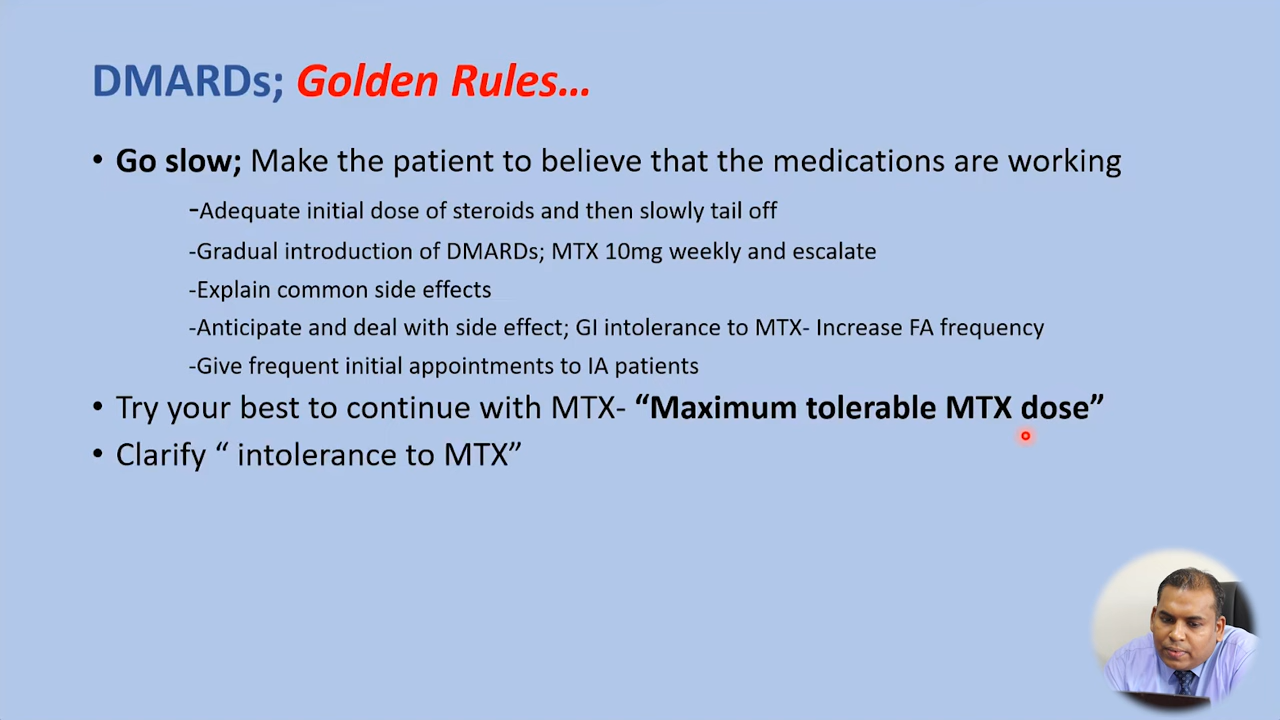 DMARDs; Golden Rules...
• Go slow; Make the patient to believe that the medications are working
-Adequate initial dose of steroids and then slowly tail off
-Gradual introduction of DMARDs; MTX 10mg weekly and escalate
-Explain common side effects
-Anticipate and deal with side effect; GI intolerance to MTX- Increase FA frequency
-Give frequent initial appointments to IA patients
• Try your best to continue with MTX- “Maximum tolerable MTX dose”
• Clarify “ intolerance to MTX”